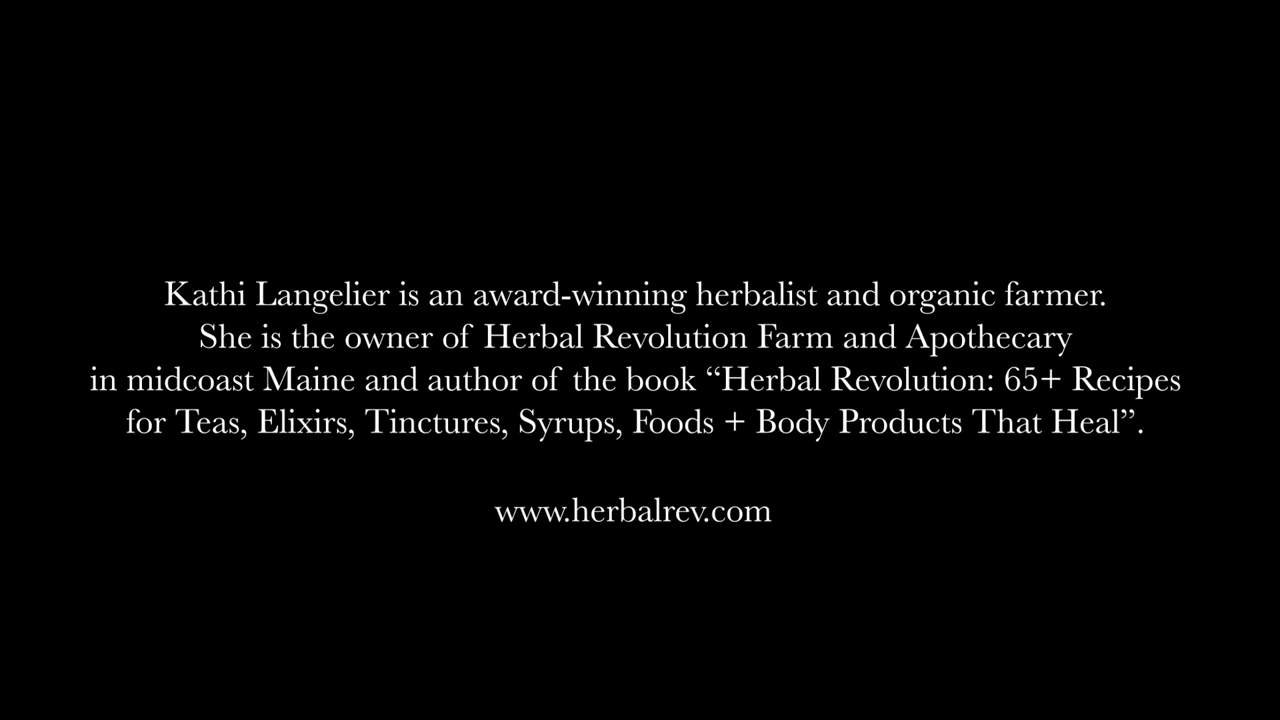 Kathi Langelier is an award-winning herbalist and organic farmer.
She is the owner of Herbal Revolution Farm and Apothecary
in midcoast Maine and author of the book “Herbal Revolution: 65+ Recipes
for Teas, Elixirs, Tinctures, Syrups, Foods + Body Products That Heal”.
www.herbalrev.com